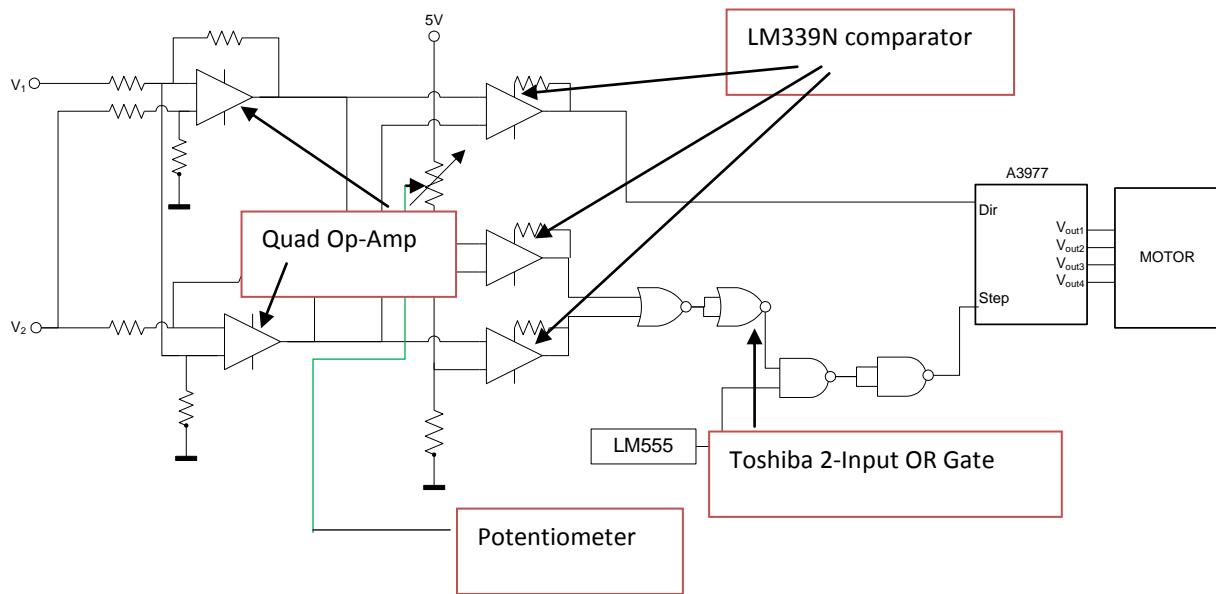 5V
LM339N comparator
V1
A3977
Dir
Quad Op-Amp
Vout1
Vout2
Vout3
Vout4
MOTOR
V2
Step
LM555
Toshiba 2-Input OR Gate
Potentiometer